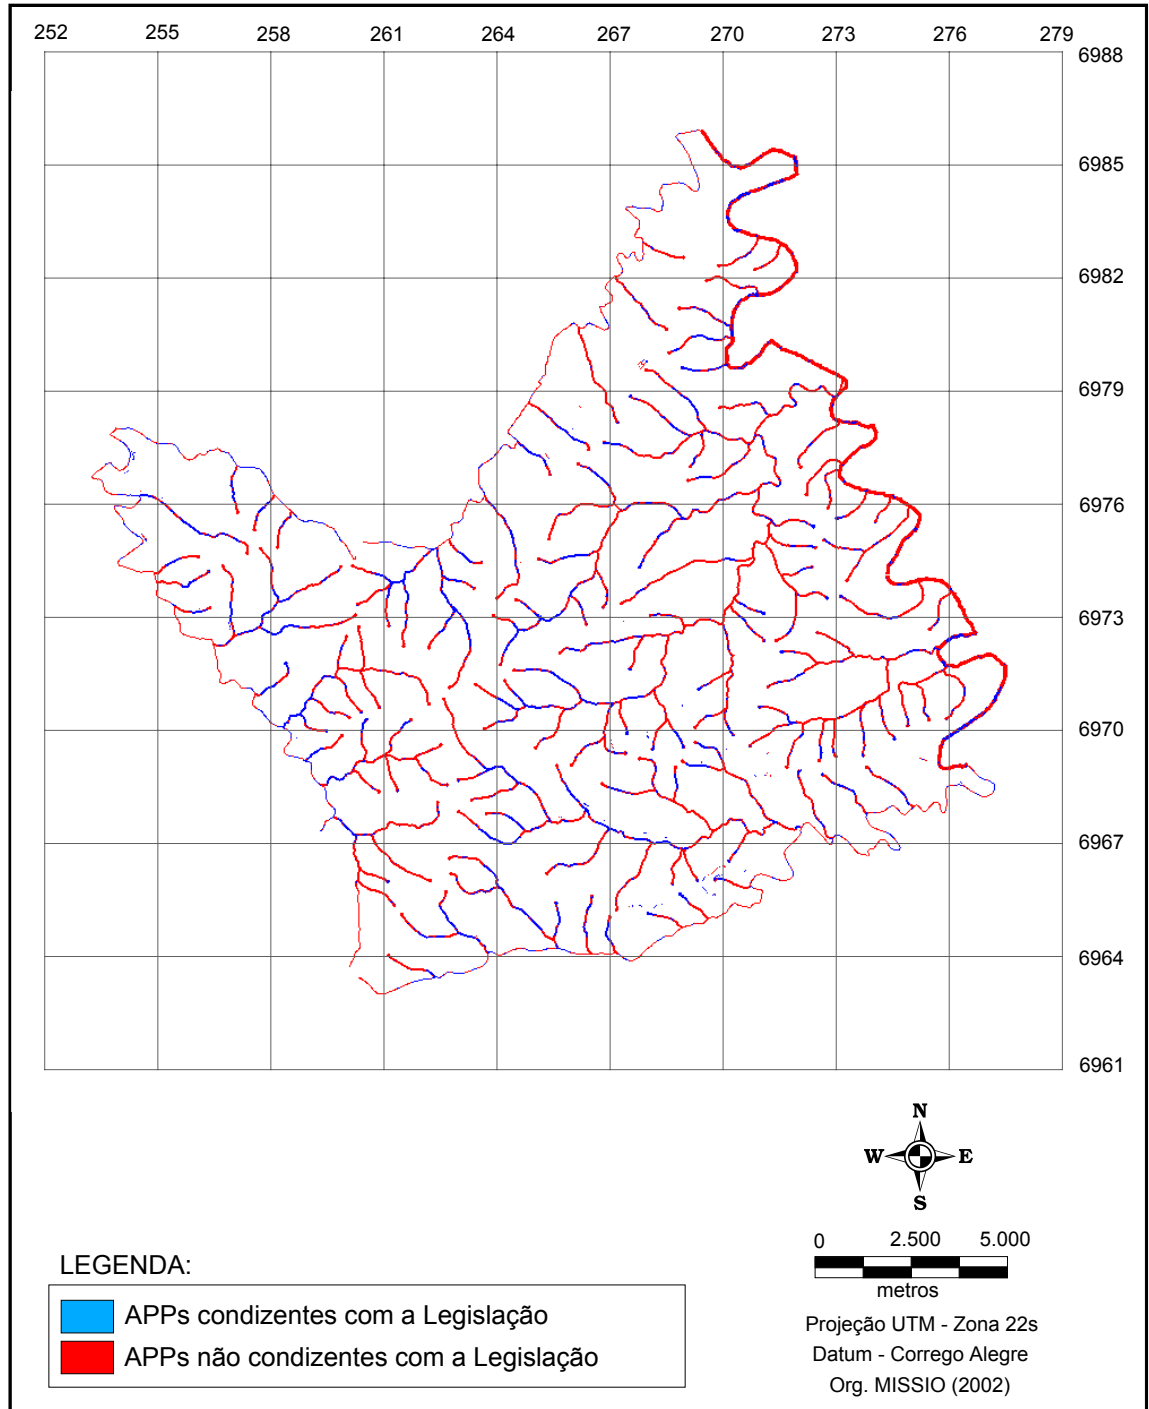 252 255 258 261 264 267 270 273 276 279
6988
6985
6982
6979
6976
6973
6970
6967
6964
6961
N
W E
S
0 2.500 5.000
metros
Projeção UTM - Zona 22s
Datum - Corrego Alegre
Org. MISSIO (2002)
LEGENDA:
APPs condizentes com a Legislação
APPs não condizentes com a Legislação